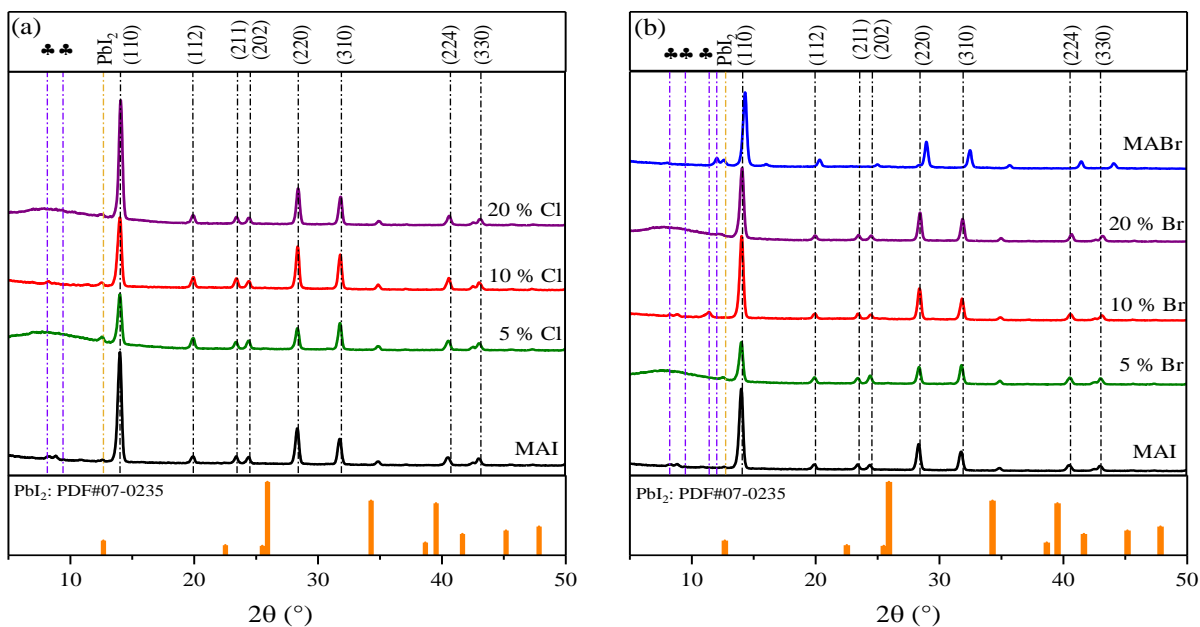 (a)
♣ ♣ PbI₂ (110) (112) (211) (202) (220) (310) (224) (330)
20 % Cl
10 % Cl
5 % Cl
MAI
PbI₂: PDF#07-0235
10 20 30 40 50
2θ (°)
(b)
♣ ♣ ♣ PbI₂ (110) (112) (211) (202) (220) (310) (224) (330)
MABr
20 % Br
10 % Br
5 % Br
MAI
PbI₂: PDF#07-0235
10 20 30 40 50
2θ (°)